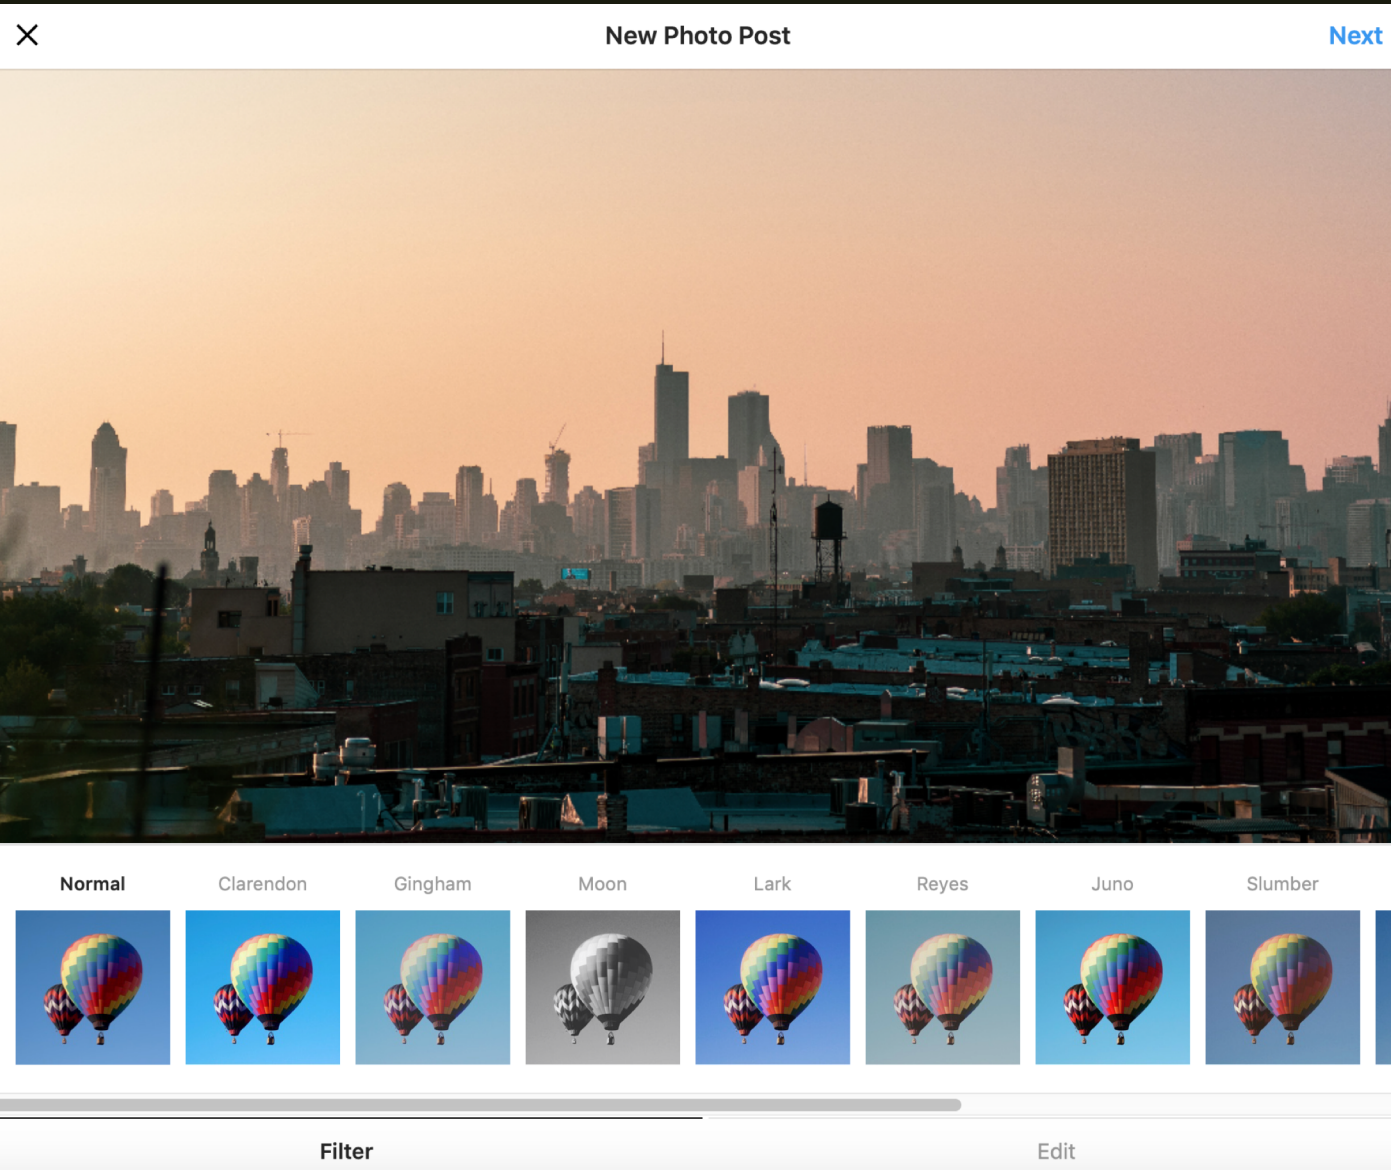 New Photo Post
Next
Normal
Clarendon
Gingham
Moon
Lark
Reyes
Juno
Slumber
Filter
Edit